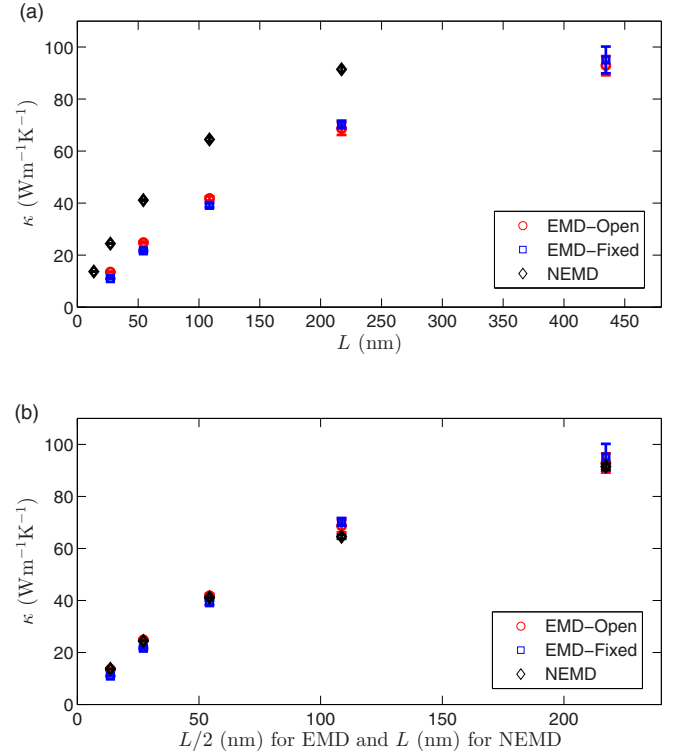 (a)
100
80
60
40
20
0
κ (Wm⁻¹K⁻¹)
EMD−Open
EMD−Fixed
NEMD
0 50 100 150 200 250 300 350 400 450
L (nm)
(b)
100
80
60
40
20
0
κ (Wm⁻¹K⁻¹)
EMD−Open
EMD−Fixed
NEMD
0 50 100 150 200
L/2 (nm) for EMD and L (nm) for NEMD